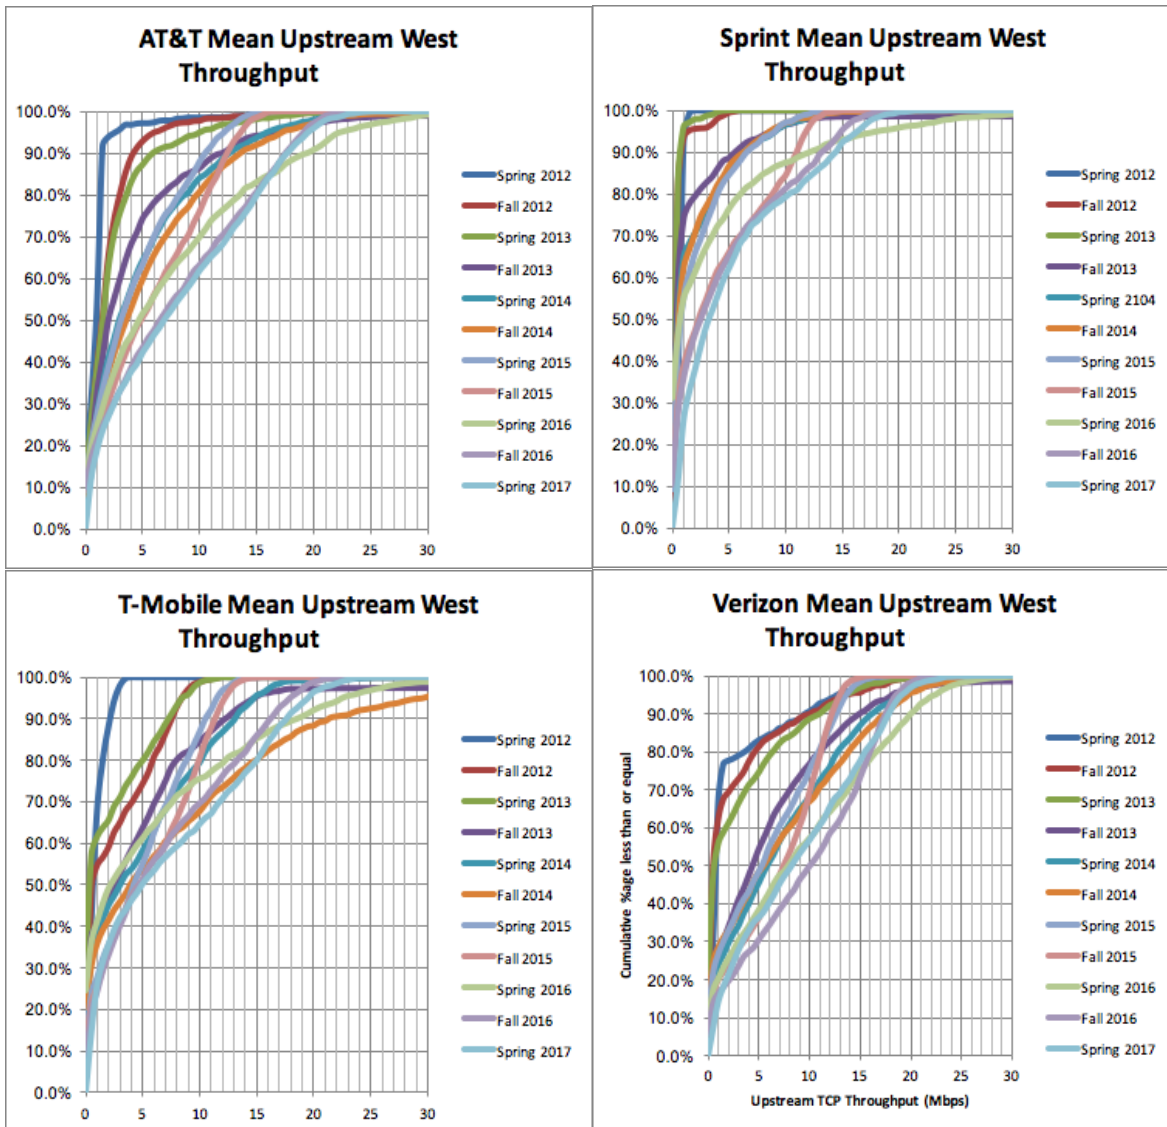 AT&T Mean Upstream West
Throughput
100.0%
90.0%
80.0%
70.0%
60.0%
50.0%
40.0%
30.0%
20.0%
10.0%
0.0%
0 5 10 15 20 25 30
Spring 2012
Fall 2012
Spring 2013
Fall 2013
Spring 2014
Fall 2014
Spring 2015
Fall 2015
Spring 2016
Fall 2016
Spring 2017
Sprint Mean Upstream West
Throughput
100.0%
90.0%
80.0%
70.0%
60.0%
50.0%
40.0%
30.0%
20.0%
10.0%
0.0%
0 5 10 15 20 25 30
Spring 2012
Fall 2012
Spring 2013
Fall 2013
Spring 2104
Fall 2014
Spring 2015
Fall 2015
Spring 2016
Fall 2016
Spring 2017
T-Mobile Mean Upstream West
Throughput
100.0%
90.0%
80.0%
70.0%
60.0%
50.0%
40.0%
30.0%
20.0%
10.0%
0.0%
0 5 10 15 20 25 30
Spring 2012
Fall 2012
Spring 2013
Fall 2013
Spring 2014
Fall 2014
Spring 2015
Fall 2015
Spring 2016
Fall 2016
Spring 2017
Verizon Mean Upstream West
Throughput
Cumulative %age less than or equal
100.0%
90.0%
80.0%
70.0%
60.0%
50.0%
40.0%
30.0%
20.0%
10.0%
0.0%
0 5 10 15 20 25 30
Upstream TCP Throughput (Mbps)
Spring 2012
Fall 2012
Spring 2013
Fall 2013
Spring 2014
Fall 2014
Spring 2015
Fall 2015
Spring 2016
Fall 2016
Spring 2017